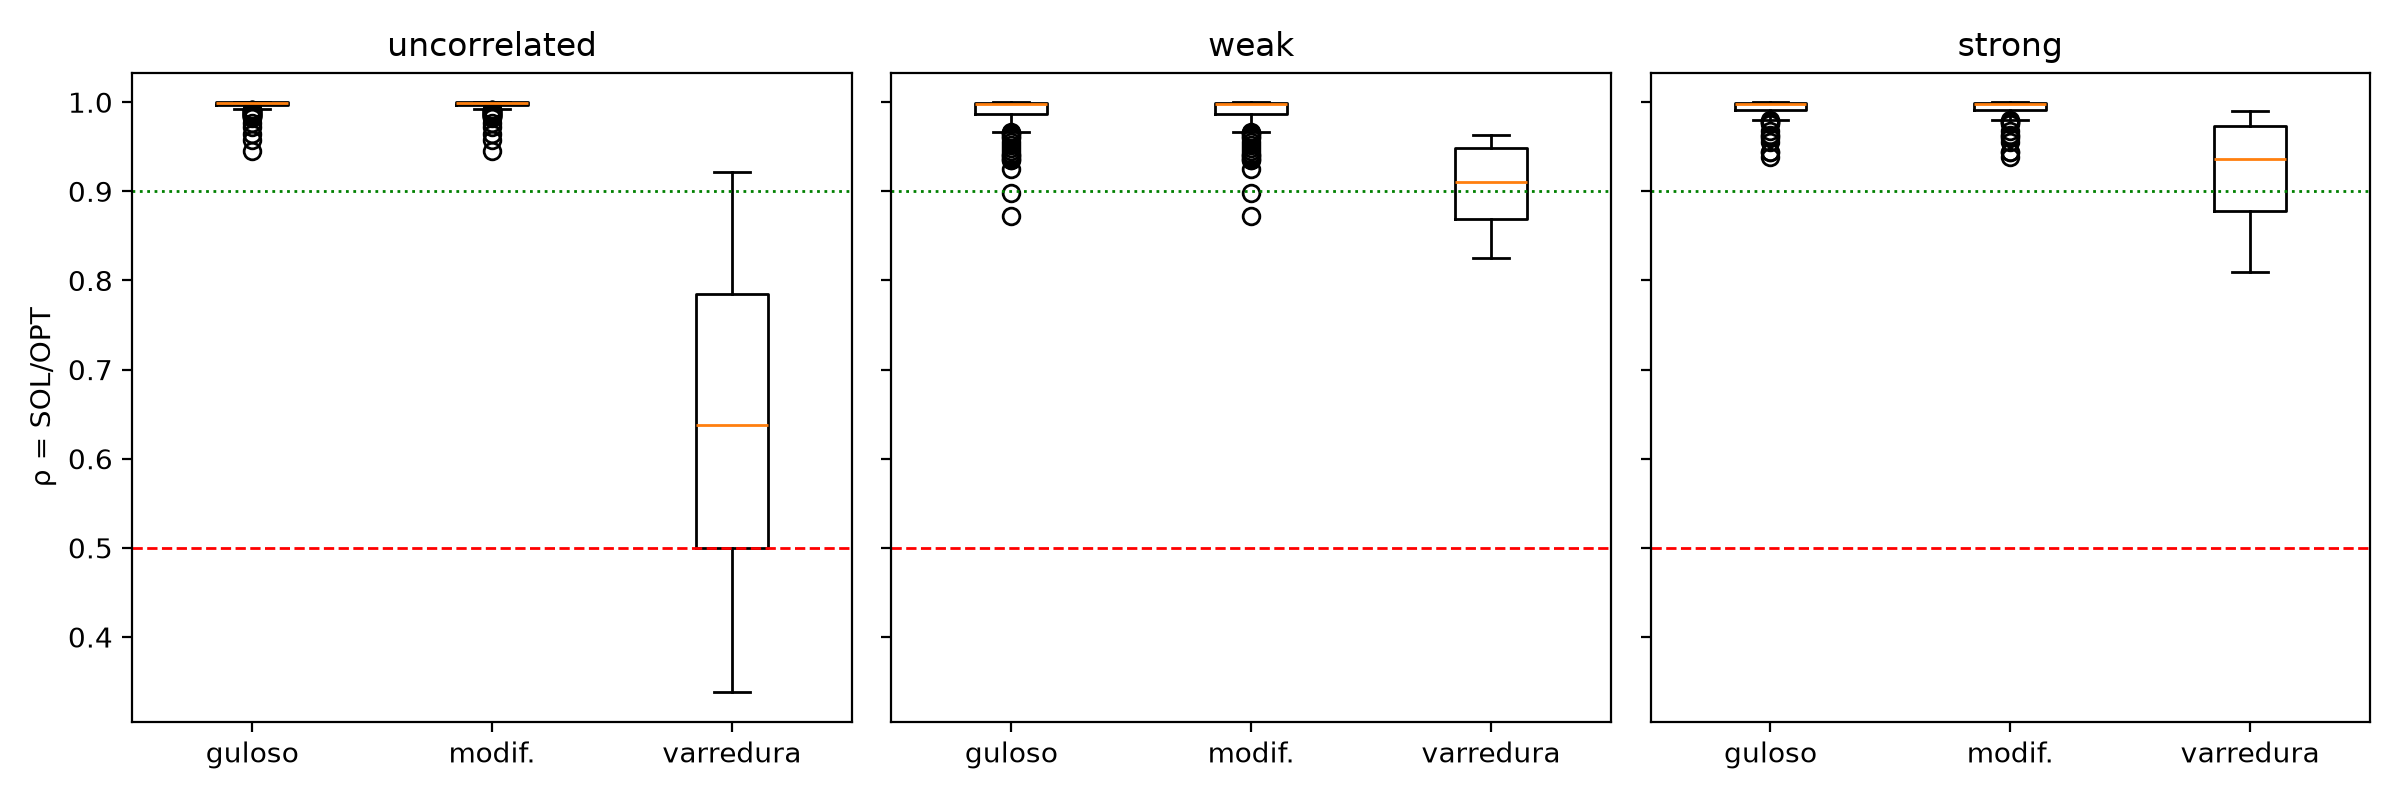 uncorrelated
weak
strong
ρ = SOL/OPT
1.0
0.9
0.8
0.7
0.6
0.5
0.4
guloso modif. varredura
guloso modif. varredura
guloso modif. varredura